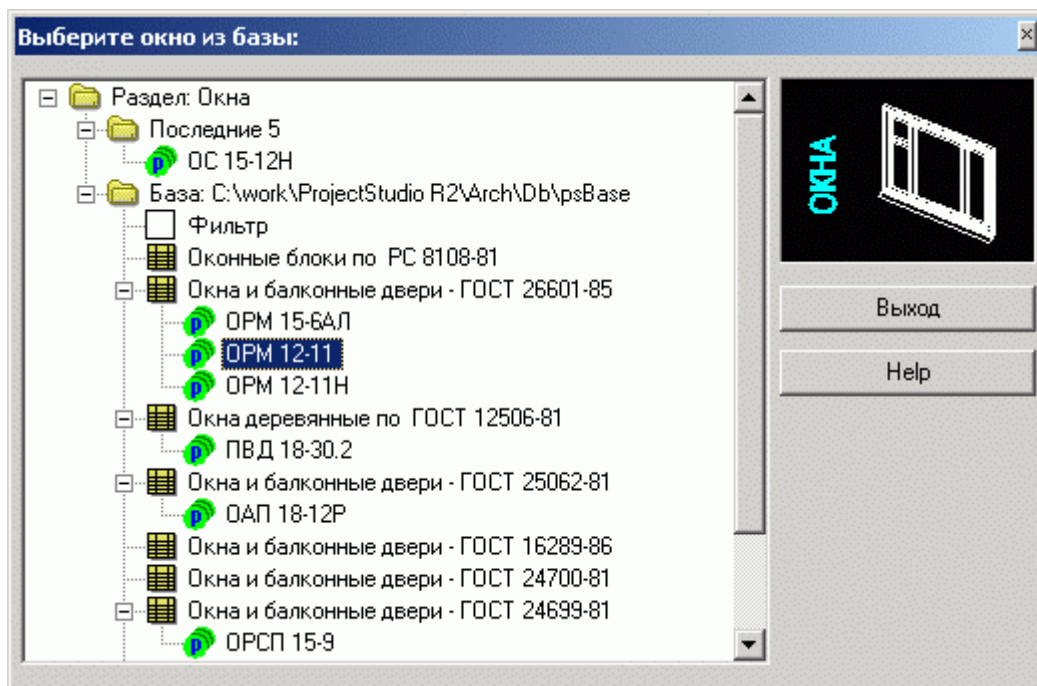 Выберите окно из базы:
Раздел: Окна
Последние 5
ОС 15-12Н
База: C:\work\ProjectStudio R2\Arch\Db\psBase
Фильтр
Оконные блоки по РС 8108-81
Окна и балконные двери - ГОСТ 26601-85
ОРМ 15-6АЛ
ОРМ 12-11
ОРМ 12-11Н
Окна деревянные по ГОСТ 12506-81
ПВД 18-30.2
Окна и балконные двери - ГОСТ 25062-81
ОАП 18-12Р
Окна и балконные двери - ГОСТ 16289-86
Окна и балконные двери - ГОСТ 24700-81
Окна и балконные двери - ГОСТ 24699-81
ОРСП 15-9
ОКНА
Выход
Help